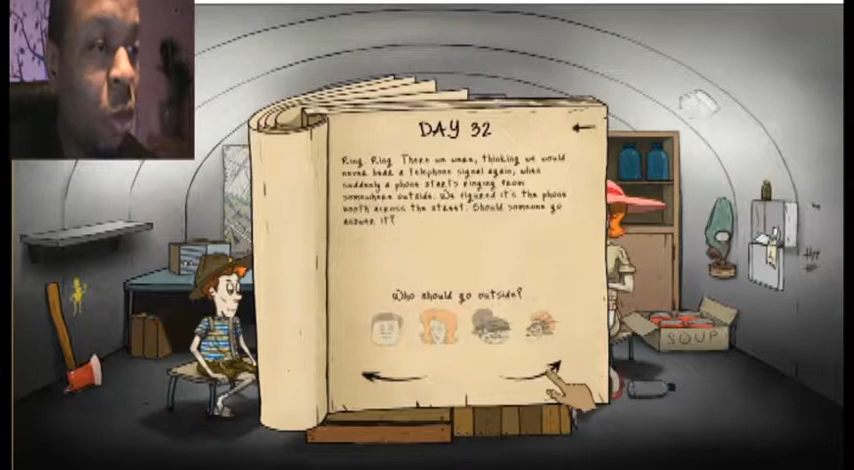 DAY 32
Ring. Ring. There we were, thinking we would
never hear a telephone signal again, when
suddenly a phone starts ringing from
somewhere outside. We figured it's the phone
booth across the street. Should someone go
answer it?
Who should go outside?
SOUP